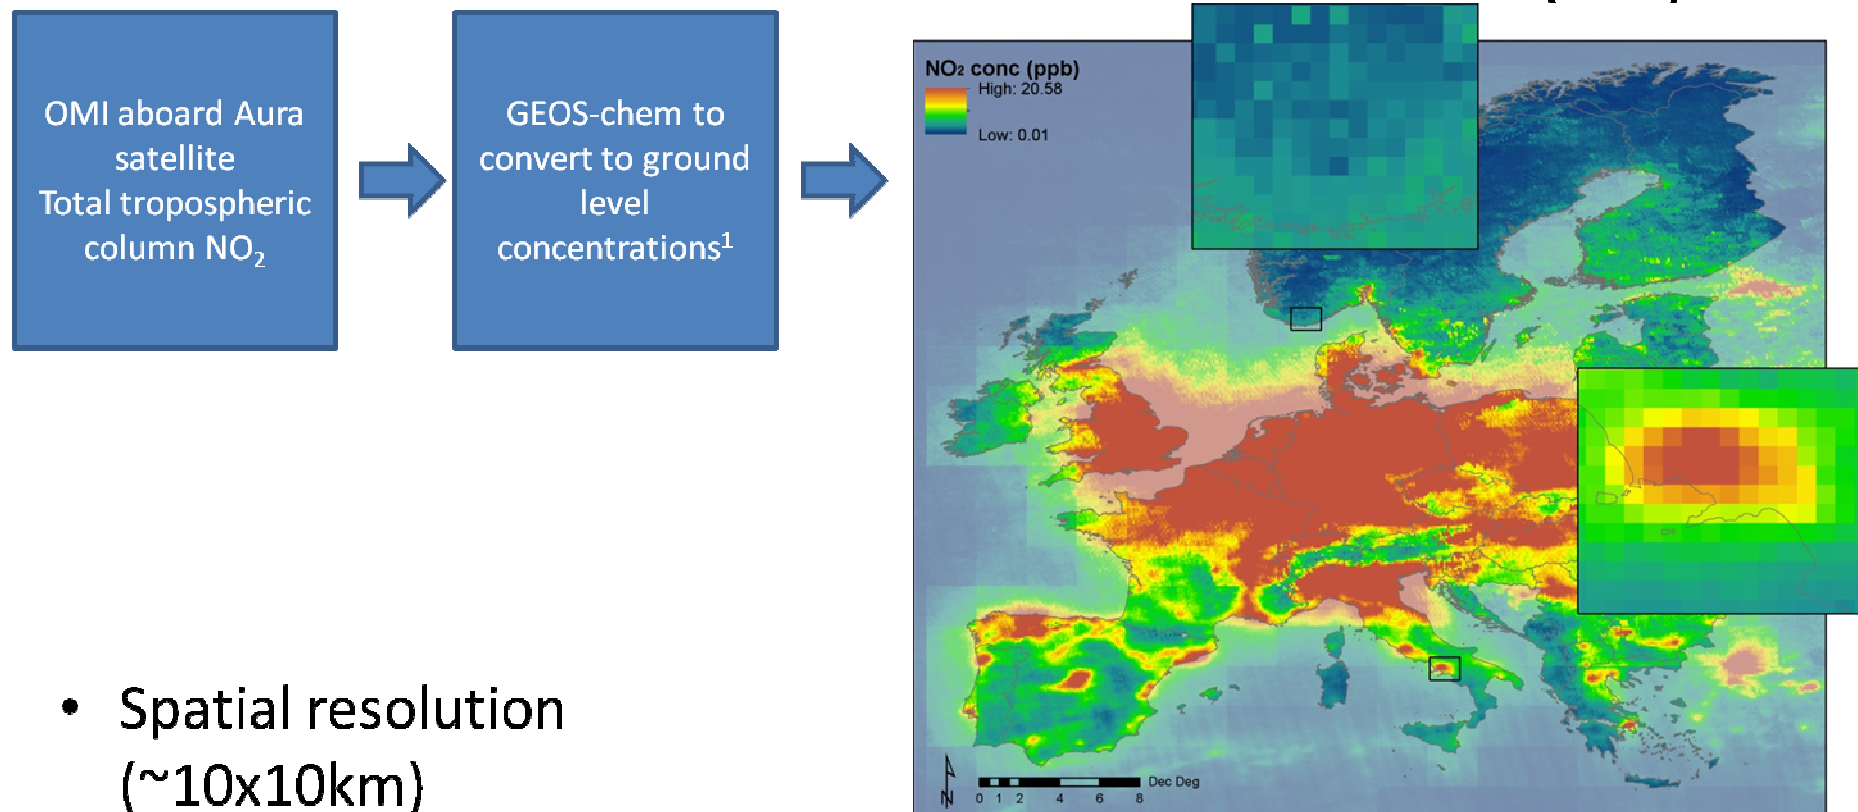 OMI aboard Aura
satellite
Total tropospheric
column NO₂
GEOS-chem to
convert to ground
level
concentrations¹
NO₂ conc (ppb)
High: 20.58
Low: 0.01
• Spatial resolution
(~10x10km)
N
0 1 2 4 6 8 Dec Deg